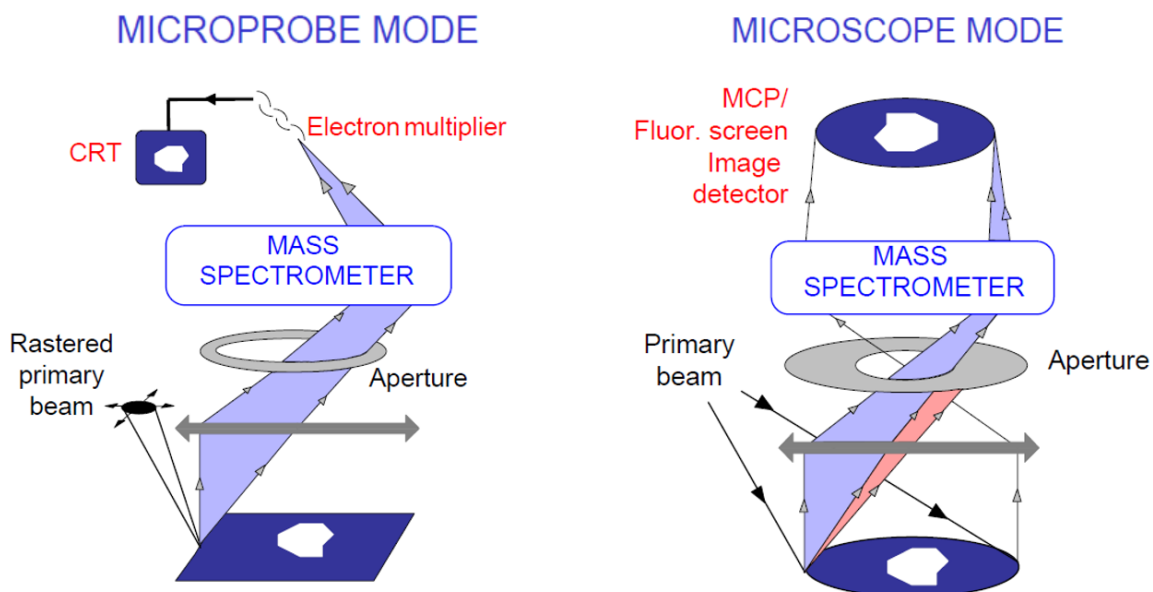 MICROPROBE MODE
CRT
Electron multiplier
MASS
SPECTROMETER
Rastered
primary
beam
Aperture
MICROSCOPE MODE
MCP/
Fluor. screen
Image
detector
MASS
SPECTROMETER
Primary
beam
Aperture